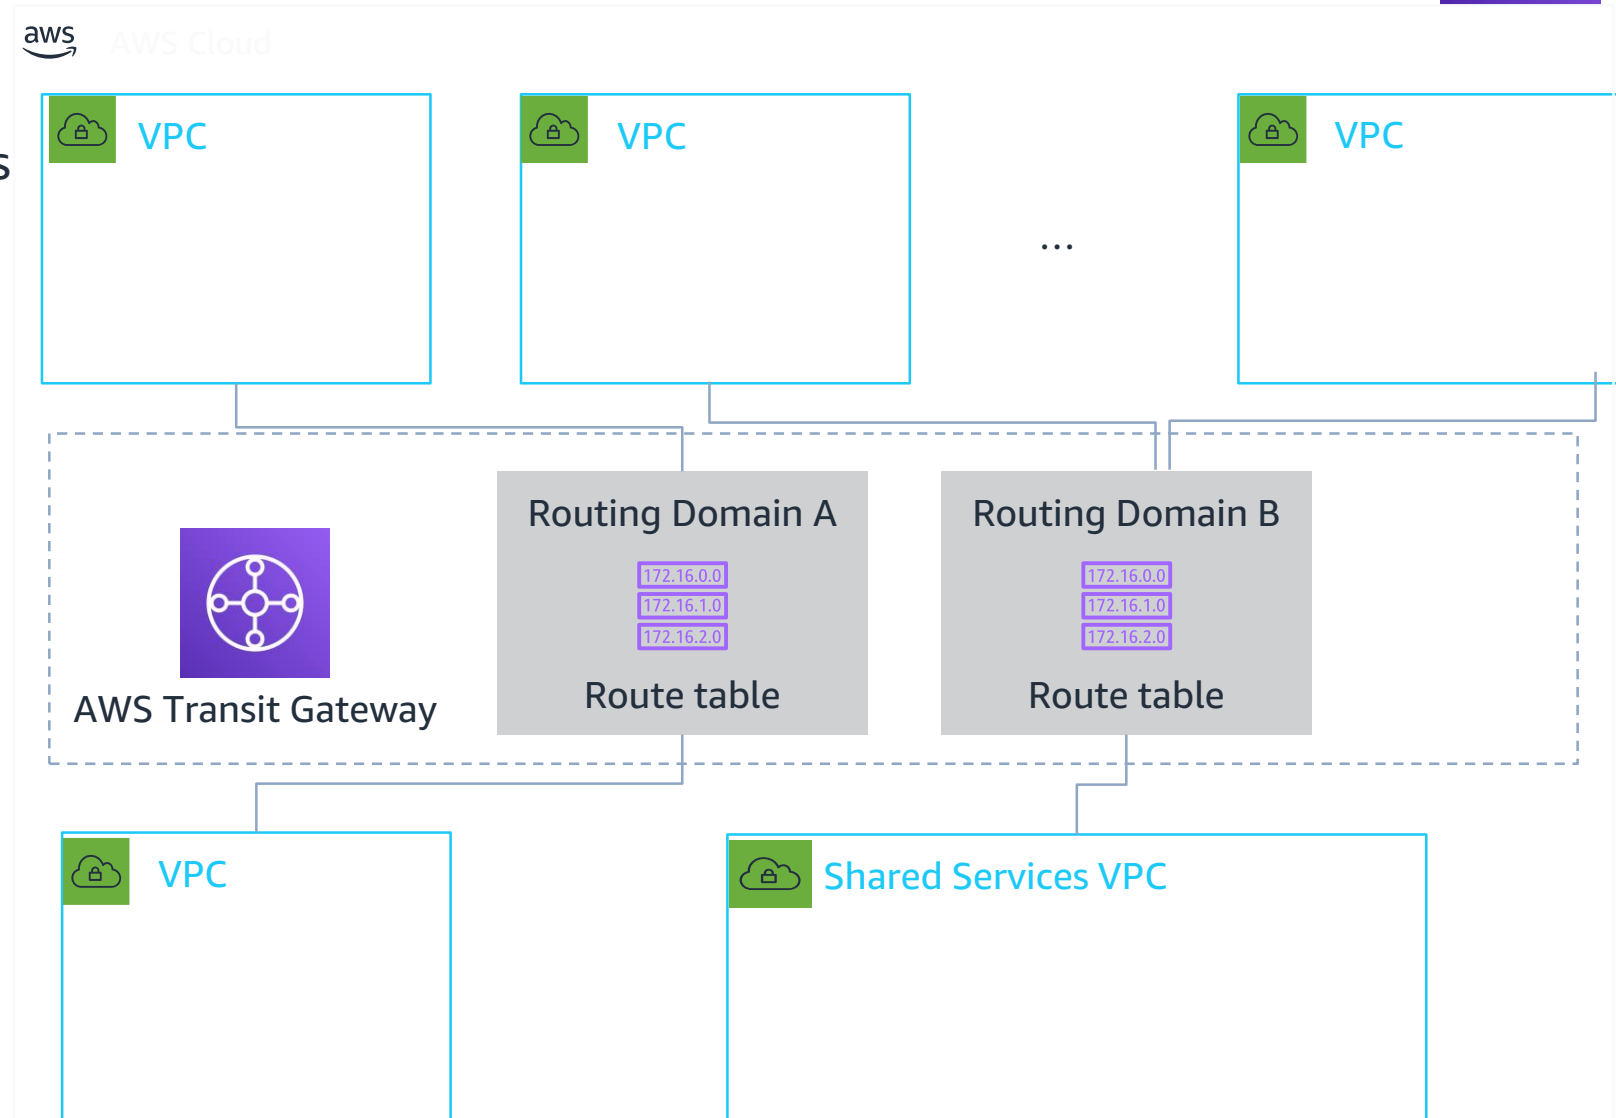 aws
AWS Cloud
VPC
VPC
VPC
s
...
Routing Domain A
Routing Domain B
172.16.0.0
172.16.1.0
172.16.2.0
172.16.0.0
172.16.1.0
172.16.2.0
Route table
Route table
AWS Transit Gateway
VPC
Shared Services VPC